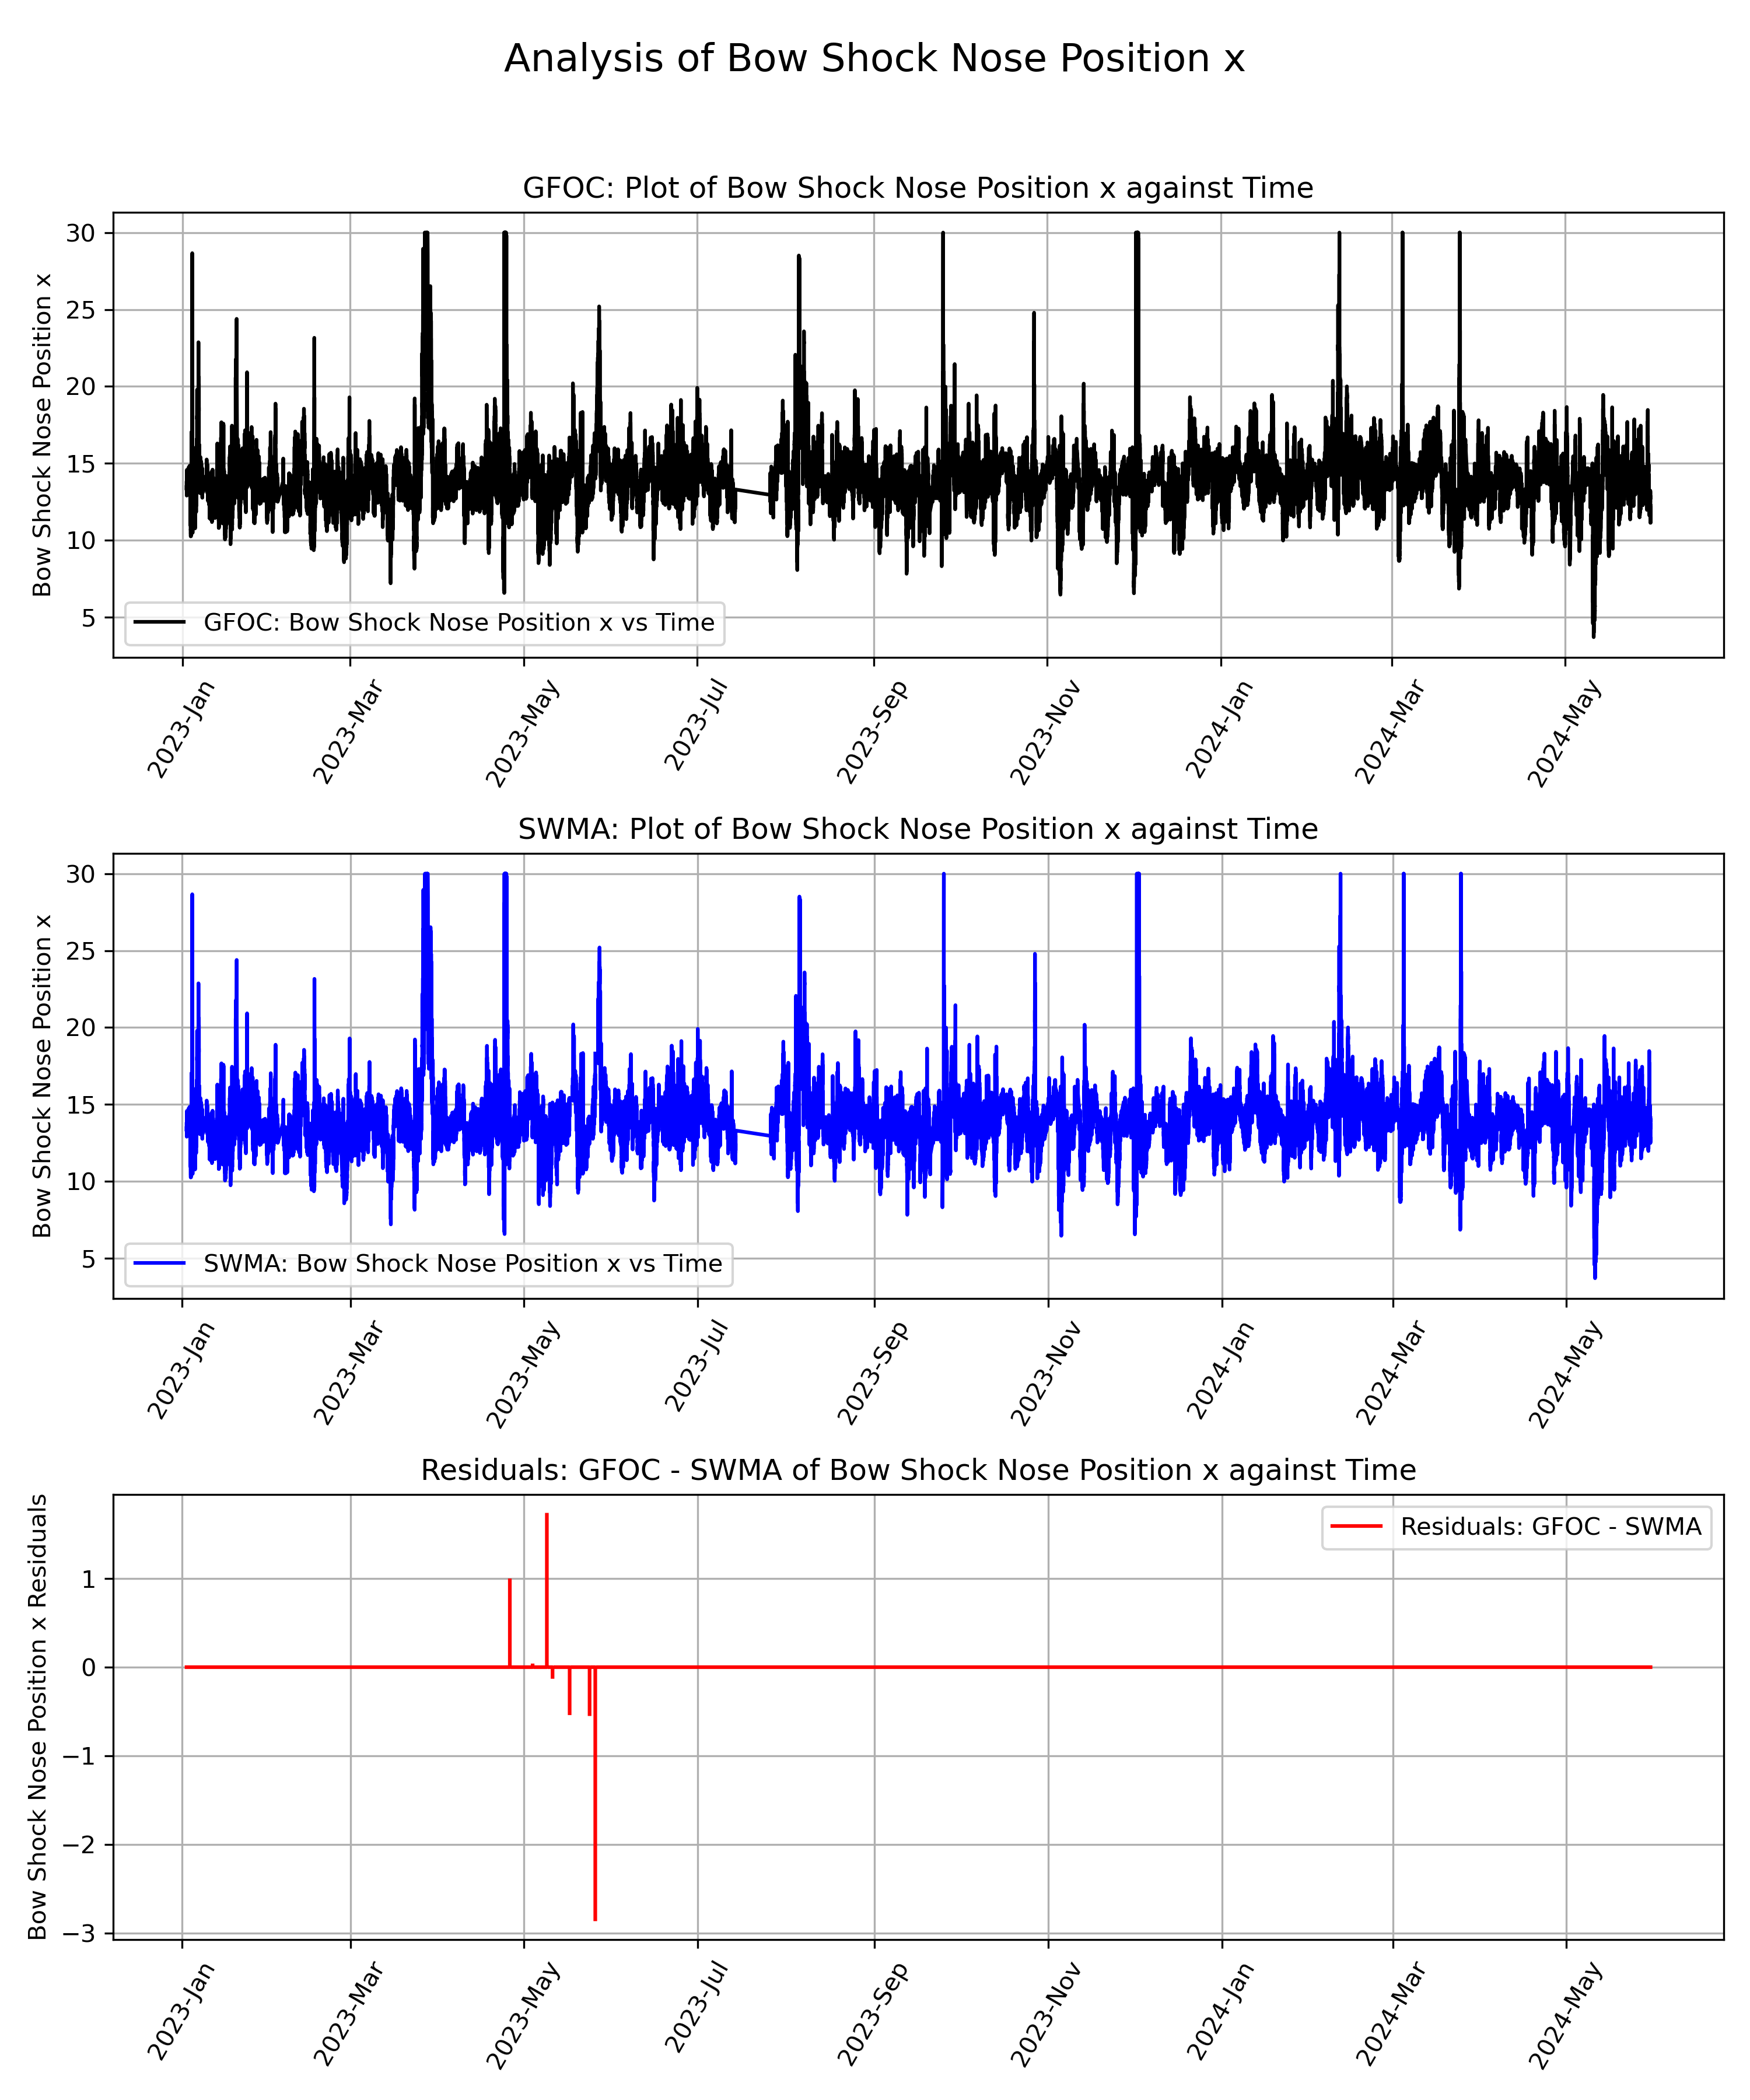 Analysis of Bow Shock Nose Position x
GFOC: Plot of Bow Shock Nose Position x against Time
Bow Shock Nose Position x
30
25
20
15
10
5
GFOC: Bow Shock Nose Position x vs Time
2023-Jan
2023-Mar
2023-May
2023-Jul
2023-Sep
2023-Nov
2024-Jan
2024-Mar
2024-May
SWMA: Plot of Bow Shock Nose Position x against Time
Bow Shock Nose Position x
30
25
20
15
10
5
SWMA: Bow Shock Nose Position x vs Time
2023-Jan
2023-Mar
2023-May
2023-Jul
2023-Sep
2023-Nov
2024-Jan
2024-Mar
2024-May
Residuals: GFOC - SWMA of Bow Shock Nose Position x against Time
Bow Shock Nose Position x Residuals
1
0
−1
−2
−3
Residuals: GFOC - SWMA
2023-Jan
2023-Mar
2023-May
2023-Jul
2023-Sep
2023-Nov
2024-Jan
2024-Mar
2024-May